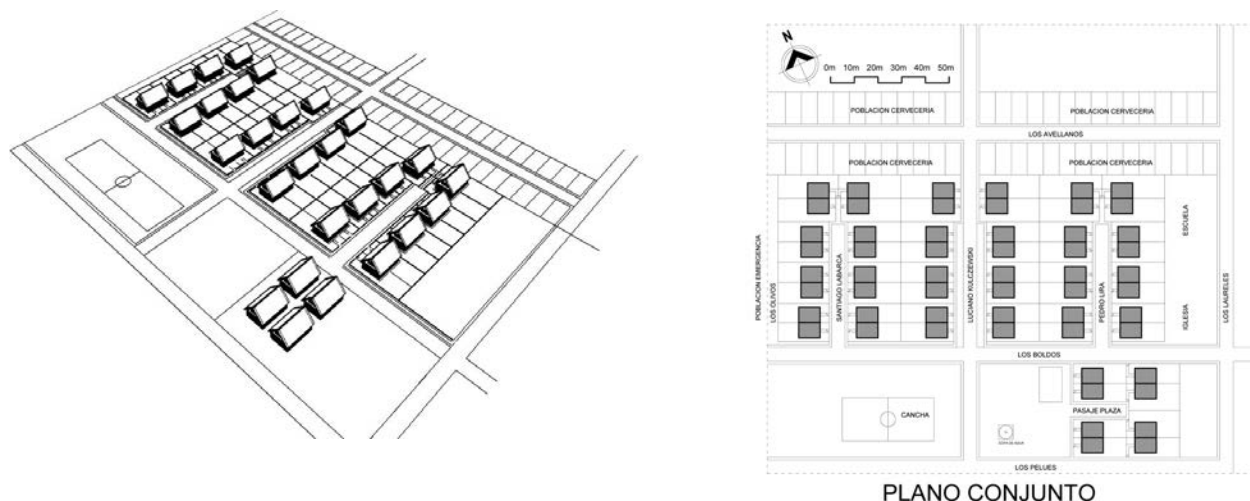 N
0m 10m 20m 30m 40m 50m
POBLACION CERVECERIA
POBLACION CERVECERIA
LOS AVELLANOS
POBLACION CERVECERIA
POBLACION CERVECERIA
POBLACION EMERGENCIA
LOS OLIVOS
SANTIAGO LABARCA
LUCIANO KULCZEWSKI
PEDRO LIRA
ESCUELA
IGLESIA
LOS LAURELES
LOS BOLDOS
CANCHA
PASAJE PLAZA
LOS PELUES
PLANO CONJUNTO